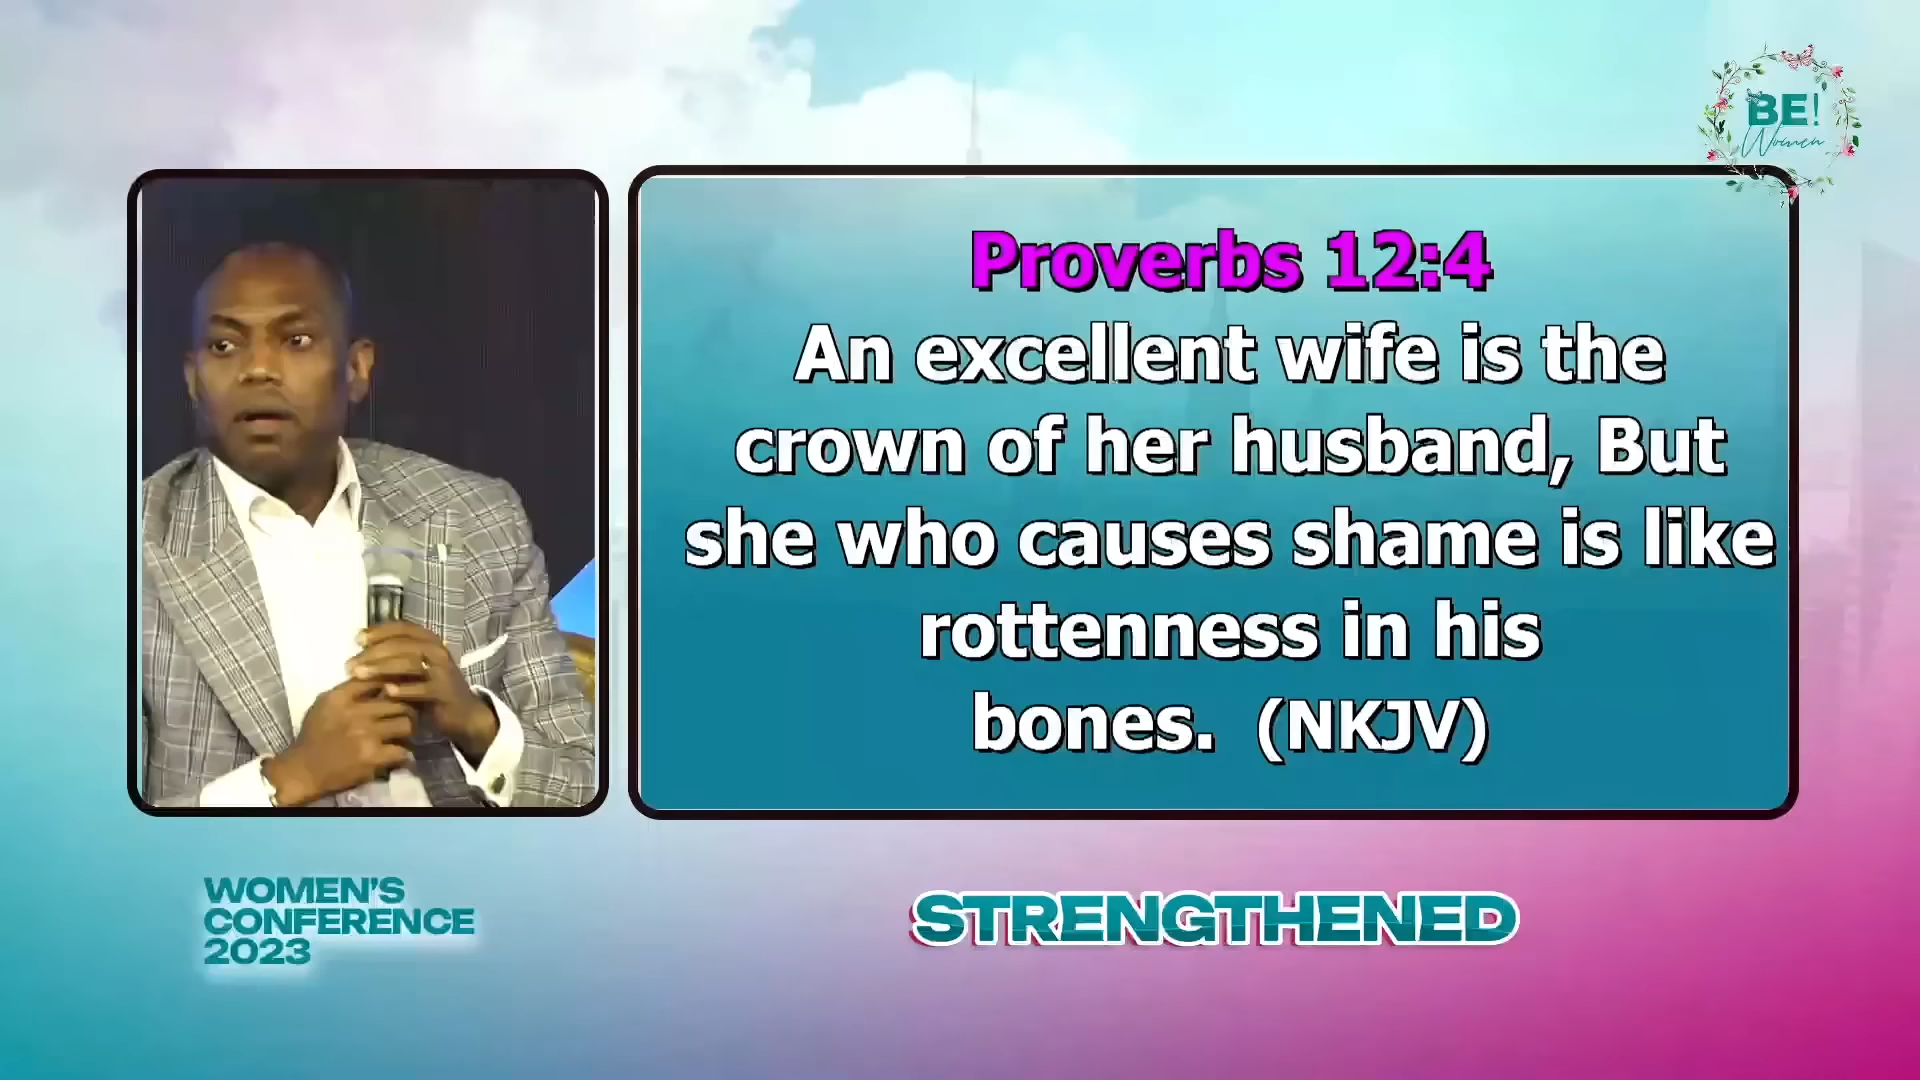 BE!
Women
Proverbs 12:4
An excellent wife is the
crown of her husband, But
she who causes shame is like
rottenness in his
bones. (NKJV)
WOMEN'S
CONFERENCE
2023
STRENGTHENED